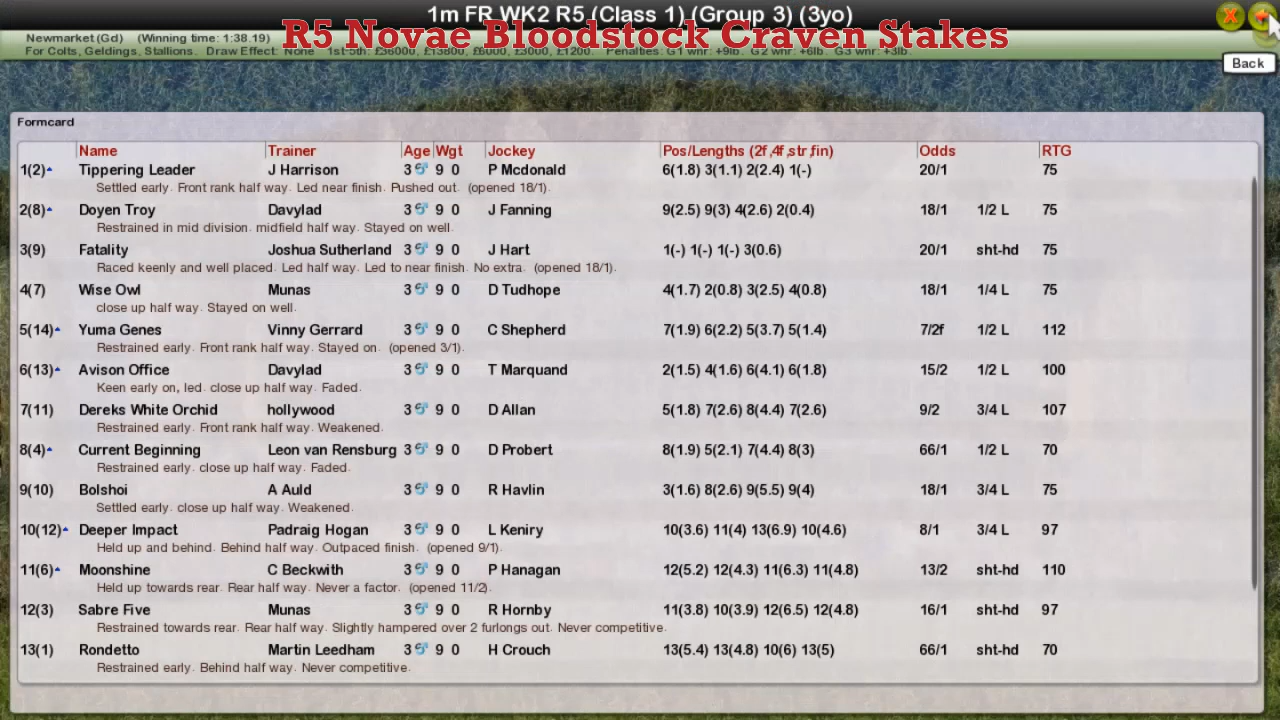 1m FR WK2 R5 (Class 1) (Group 3) (3yo)
R5 Novae Bloodstock Craven Stakes
Newmarket (Gd) (Winning time: 1:38.19)
For Colts, Geldings, Stallions. Draw Effect: None 1st-5th: £3600u, £13800, £6000, £3000, £1200. Penalties: G1 wnr: +9lb. G2 wnr: +6lb. G3 wnr: +3lb.
Back
Formcard
Name Trainer Age Wgt Jockey Pos/Lengths (2f,4f,str,fin) Odds RTG
1(2) Tippering Leader J Harrison 3 9 0 P Mcdonald 6(1.8) 3(1.1) 2(2.4) 1(-) 20/1 75
Settled early. Front rank half way. Led near finish. Pushed out. (opened 18/1).
2(8) Doyen Troy Davylad 3 9 0 J Fanning 9(2.5) 9(3) 4(2.6) 2(0.4) 18/1 1/2 L 75
Restrained in mid division. midfield half way. Stayed on well.
3(9) Fatality Joshua Sutherland 3 9 0 J Hart 1(-) 1(-) 1(-) 3(0.6) 20/1 sht-hd 75
Raced keenly and well placed. Led half way. Led to near finish. No extra. (opened 18/1).
4(7) Wise Owl Munas 3 9 0 D Tudhope 4(1.7) 2(0.8) 3(2.5) 4(0.8) 18/1 1/4 L 75
close up half way. Stayed on well.
5(14) Yuma Genes Vinny Gerrard 3 9 0 C Shepherd 7(1.9) 6(2.2) 5(3.7) 5(1.4) 7/2f 1/2 L 112
Restrained early. Front rank half way. Stayed on. (opened 3/1).
6(13) Avison Office Davylad 3 9 0 T Marquand 2(1.5) 4(1.6) 6(4.1) 6(1.8) 15/2 1/2 L 100
Keen early on, led. close up half way. Faded.
7(11) Dereks White Orchid hollywood 3 9 0 D Allan 5(1.8) 7(2.6) 8(4.4) 7(2.6) 9/2 3/4 L 107
Restrained early. Front rank half way. Weakened.
8(4) Current Beginning Leon van Rensburg 3 9 0 D Probert 8(1.9) 5(2.1) 7(4.4) 8(3) 66/1 1/2 L 70
Restrained early. close up half way. Faded.
9(10) Bolshoi A Auld 3 9 0 R Havlin 3(1.6) 8(2.6) 9(5.5) 9(4) 18/1 3/4 L 75
Settled early. close up half way. Weakened.
10(12) Deeper Impact Padraig Hogan 3 9 0 L Keniry 10(3.6) 11(4) 13(6.9) 10(4.6) 8/1 3/4 L 97
Held up and behind. Behind half way. Outpaced finish. (opened 9/1).
11(6) Moonshine C Beckwith 3 9 0 P Hanagan 12(5.2) 12(4.3) 11(6.3) 11(4.8) 13/2 sht-hd 110
Held up towards rear. Rear half way. Never a factor. (opened 11/2).
12(3) Sabre Five Munas 3 9 0 R Hornby 11(3.8) 10(3.9) 12(6.5) 12(4.8) 16/1 sht-hd 97
Restrained towards rear. Rear half way. Slightly hampered over 2 furlongs out. Never competitive.
13(1) Rondetto Martin Leedham 3 9 0 H Crouch 13(5.4) 13(4.8) 10(6) 13(5) 66/1 sht-hd 70
Restrained early. Behind half way. Never competitive.